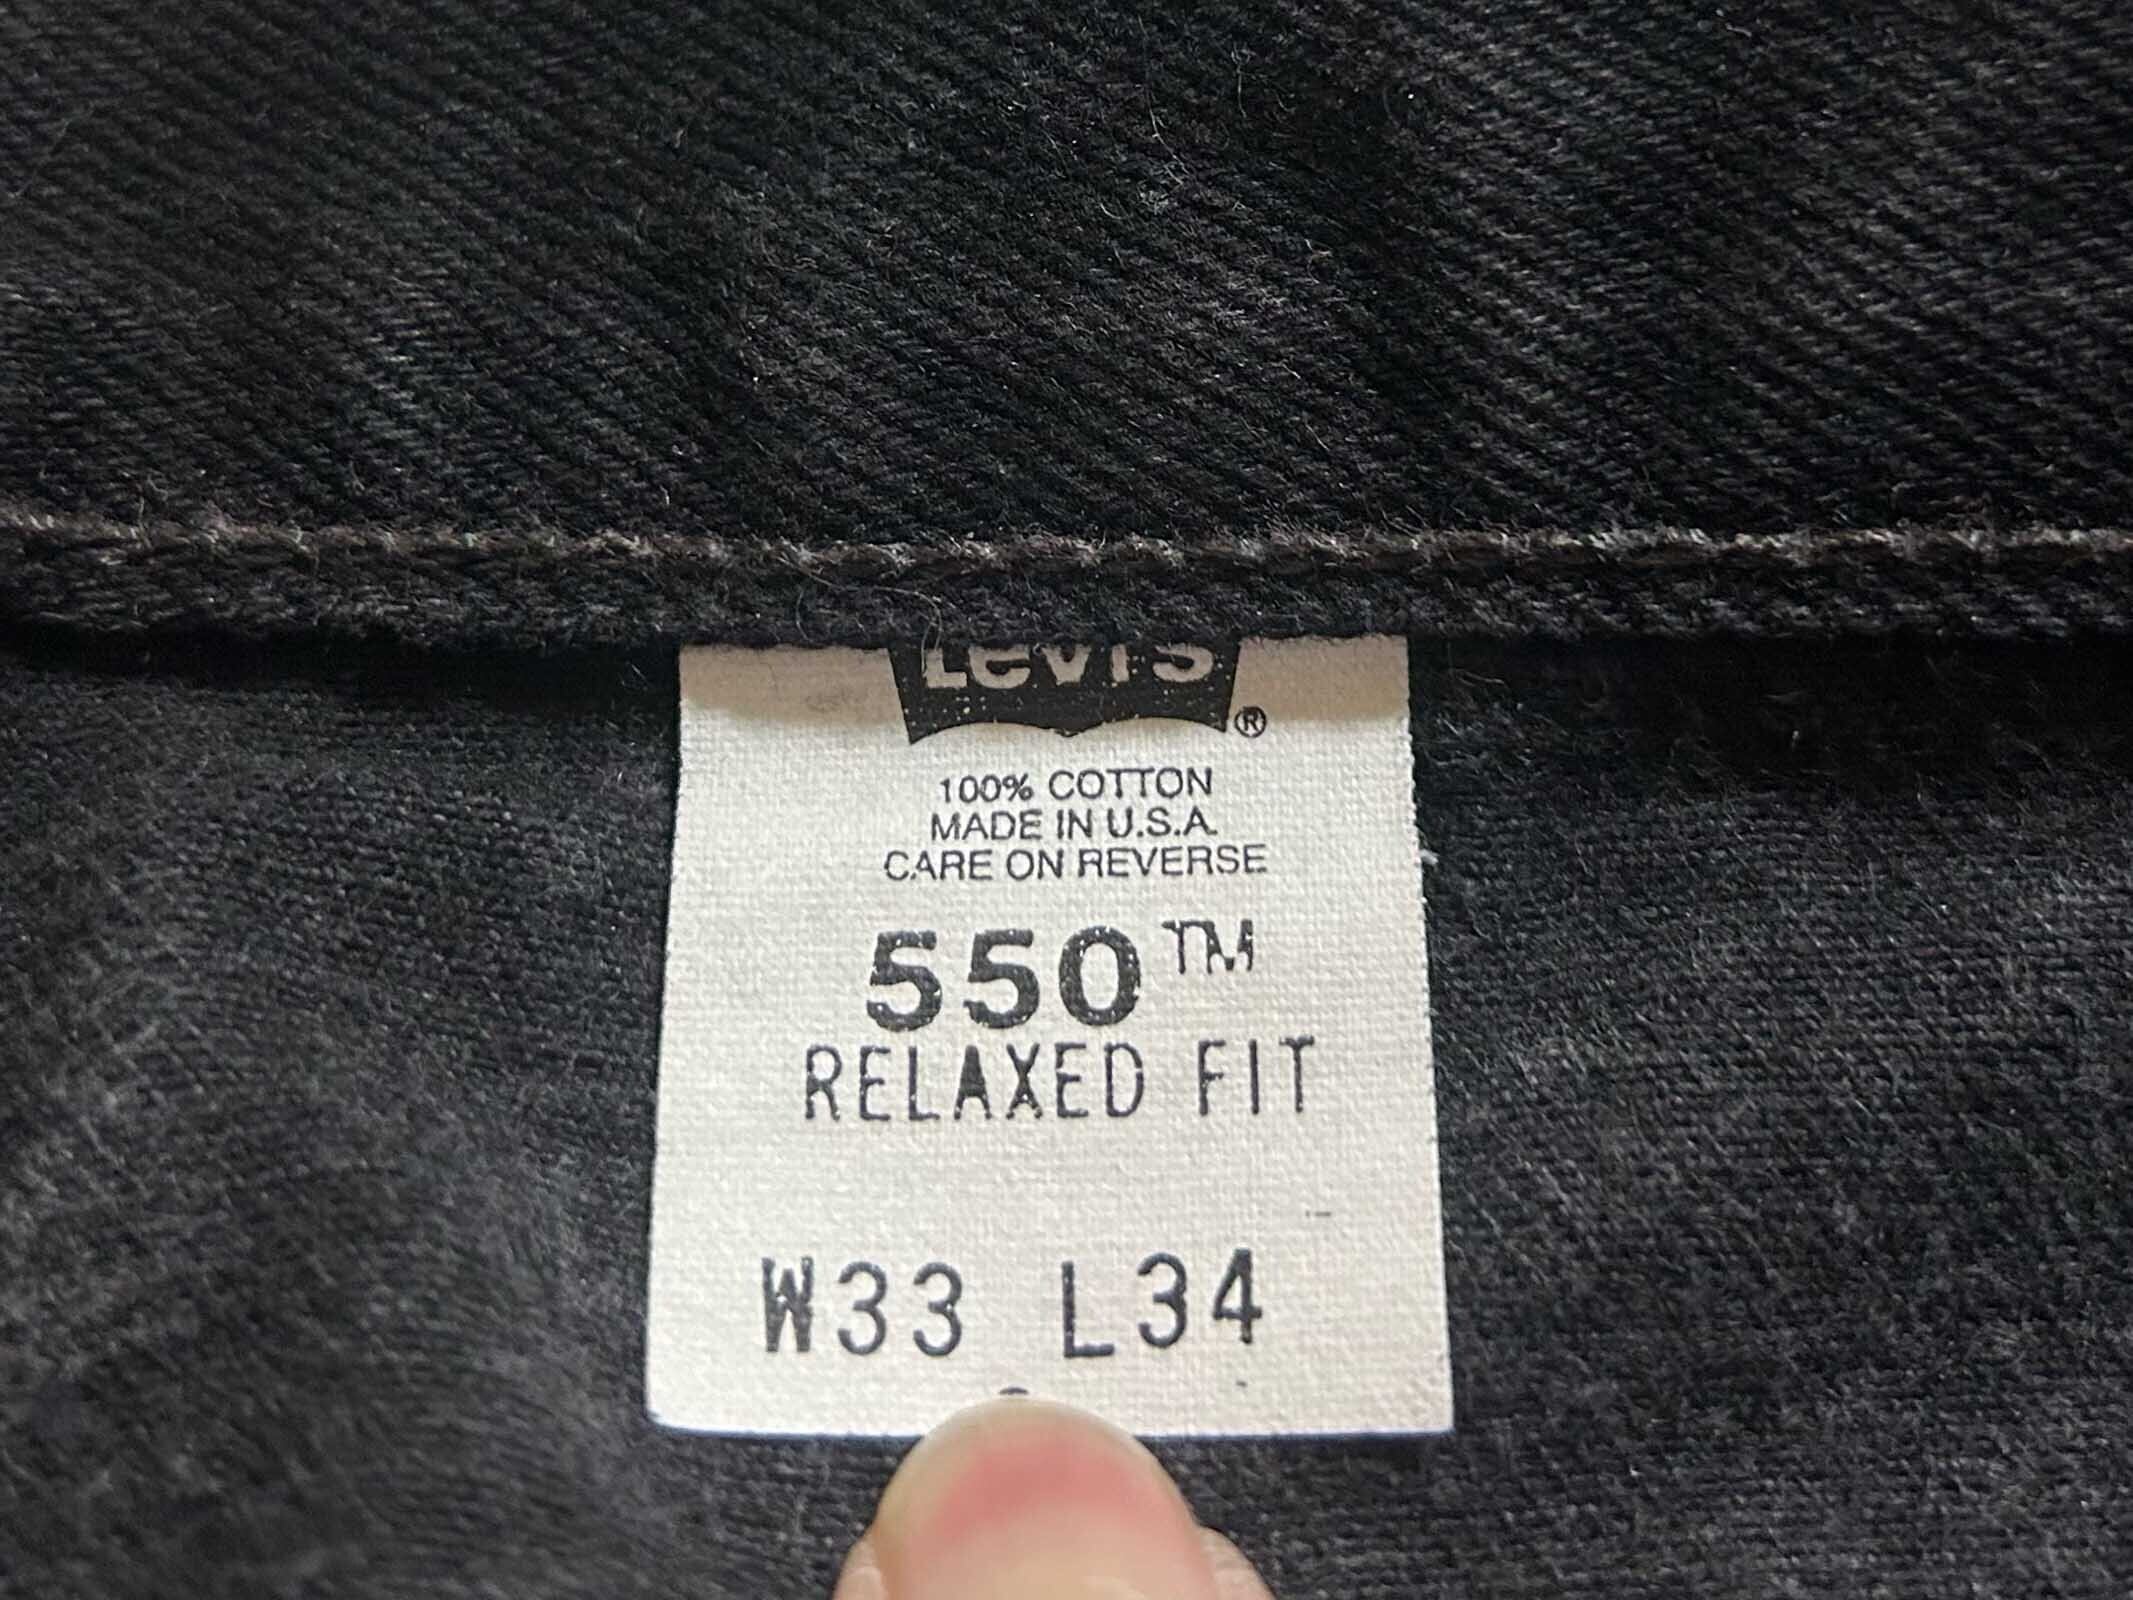 Levi's ®
100% COTTON
MADE IN U.S.A.
CARE ON REVERSE
550™
RELAXED FIT
W33 L34